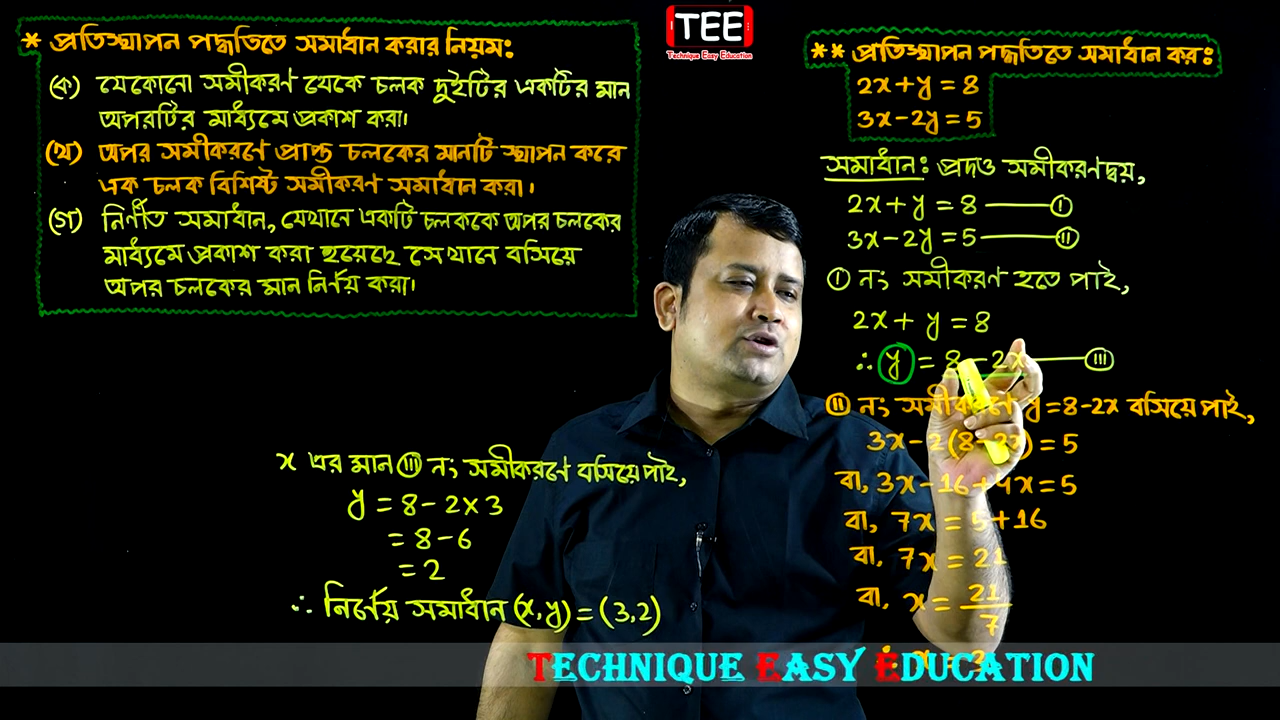 * প্রতিস্থাপন পদ্ধতিতে সমাধান করার নিয়মঃ
(ক) যেকোনো সমীকরণ থেকে চলক দুইটির একটির মান
অপরটির মাধ্যমে প্রকাশ করা।
(খ) অপর সমীকরণে প্রাপ্ত চলকের মানটি স্থাপন করে
এক চলক বিশিষ্ট সমীকরণ সমাধান করা।
(গ) নির্ণীত সমাধান, যেখানে একটি চলককে অপর চলকের
মাধ্যমে প্রকাশ করা হয়েছে সেখানে বসিয়ে
অপর চলকের মান নির্ণয় করা।
TEE
Technique Easy Education
** প্রতিস্থাপন পদ্ধতিতে সমাধান করঃ
2x+y = 8
3x-2y = 5
সমাধানঃ প্রদত্ত সমীকরণদ্বয়,
2x+y = 8 — (I)
3x-2y = 5 — (II)
(I) নং সমীকরণ হতে পাই,
2x + y = 8
∴ y = 8-2x — (III)
(II) নং সমীকরণে y=8-2x বসিয়ে পাই,
3x-2(8-2x) = 5
বা, 3x-16+4x = 5
বা, 7x = 5+16
বা, 7x = 21
বা, x = 21/7
∴ x = 3
x এর মান (III) নং সমীকরণে বসিয়ে পাই,
y = 8 - 2×3
= 8-6
= 2
∴ নির্ণেয় সমাধান (x, y) = (3,2)
TECHNIQUE EASY EDUCATION